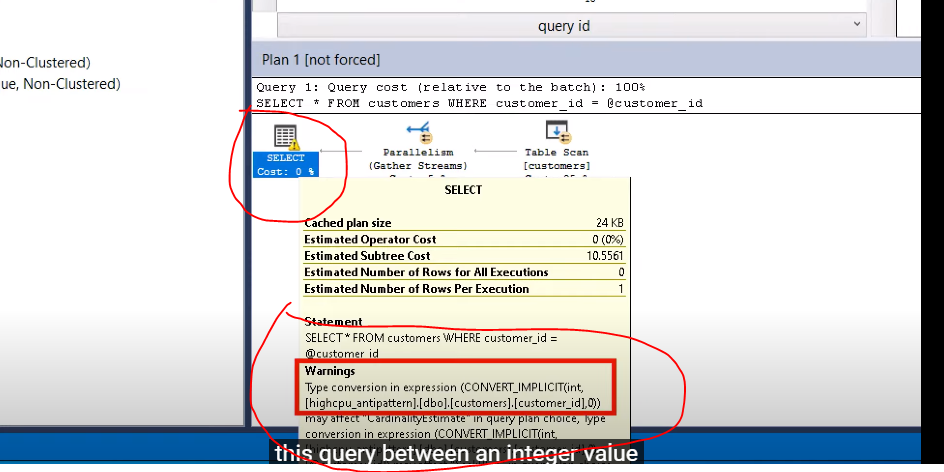 query id
Non-Clustered)
ue, Non-Clustered)
Plan 1 [not forced]
Query 1: Query cost (relative to the batch): 100%
SELECT * FROM customers WHERE customer_id = @customer_id
SELECT
Cost: 0 %
Parallelism
(Gather Streams)
Table Scan
[customers]
SELECT
Cached plan size 24 KB
Estimated Operator Cost 0 (0%)
Estimated Subtree Cost 10.5561
Estimated Number of Rows for All Executions 0
Estimated Number of Rows Per Execution 1
Statement
SELECT * FROM customers WHERE customer_id =
@customer_id
Warnings
Type conversion in expression (CONVERT_IMPLICIT(int,
[highcpu_antipattern].[dbo].[customers].[customer_id],0))
may affect "CardinalityEstimate" in query plan choice, Type
conversion in expression (CONVERT_IMPLICIT(int,
this query between an integer value